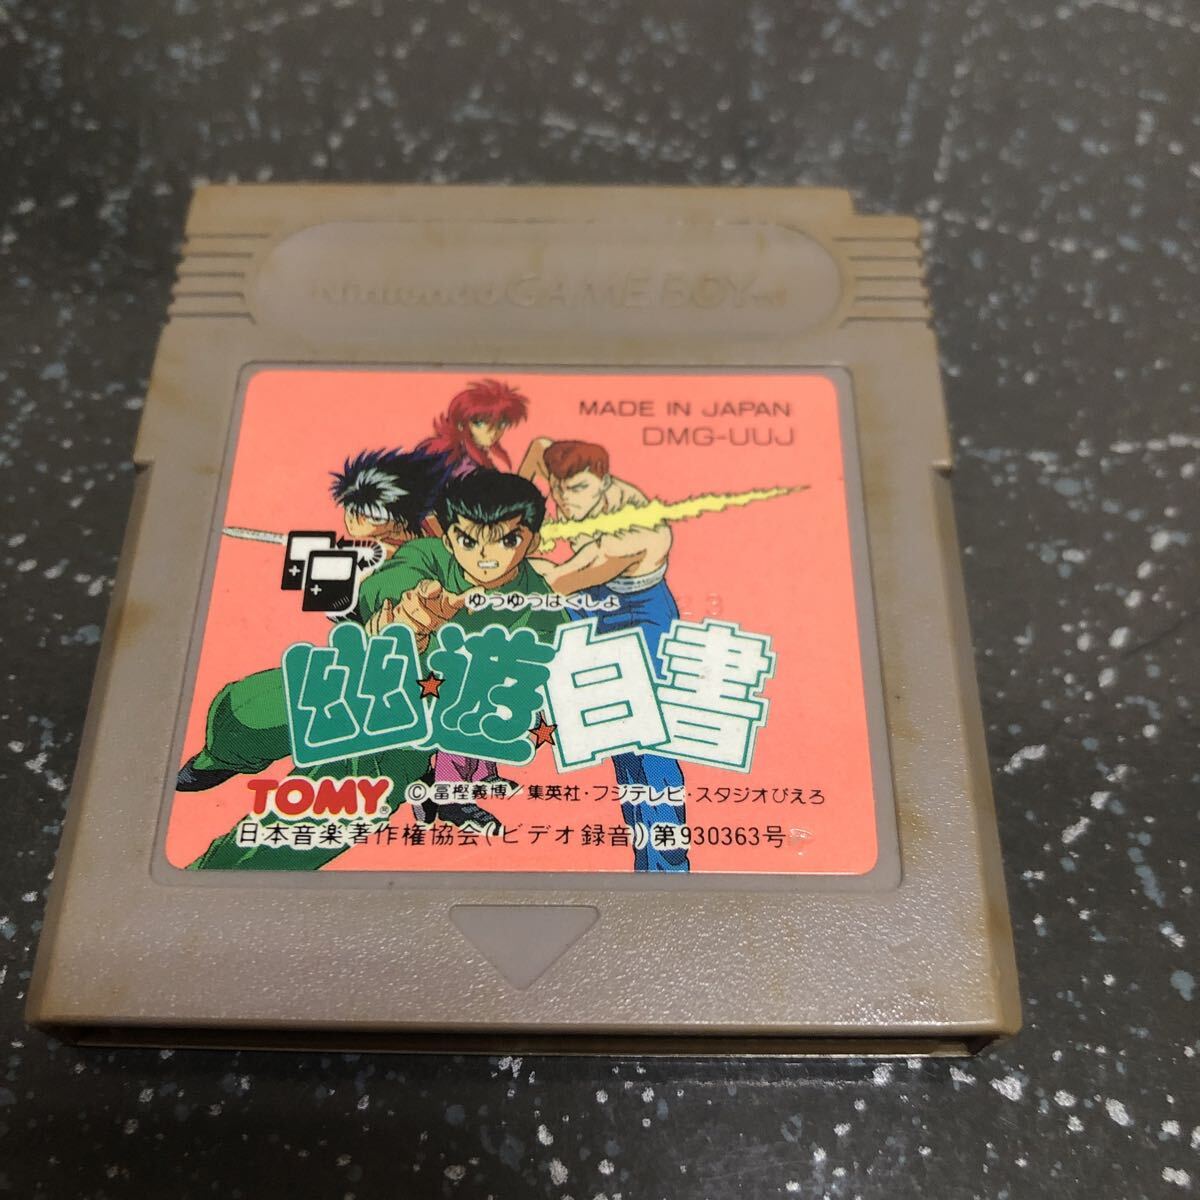 Nintendo GAME BOY TM
MADE IN JAPAN
DMG-UUJ
ゆうゆうはくしょ
23
幽★遊★白書
TOMY®
©冨樫義博/集英社・フジテレビ・スタジオぴえろ
日本音楽著作権協会(ビデオ録音)第930363号